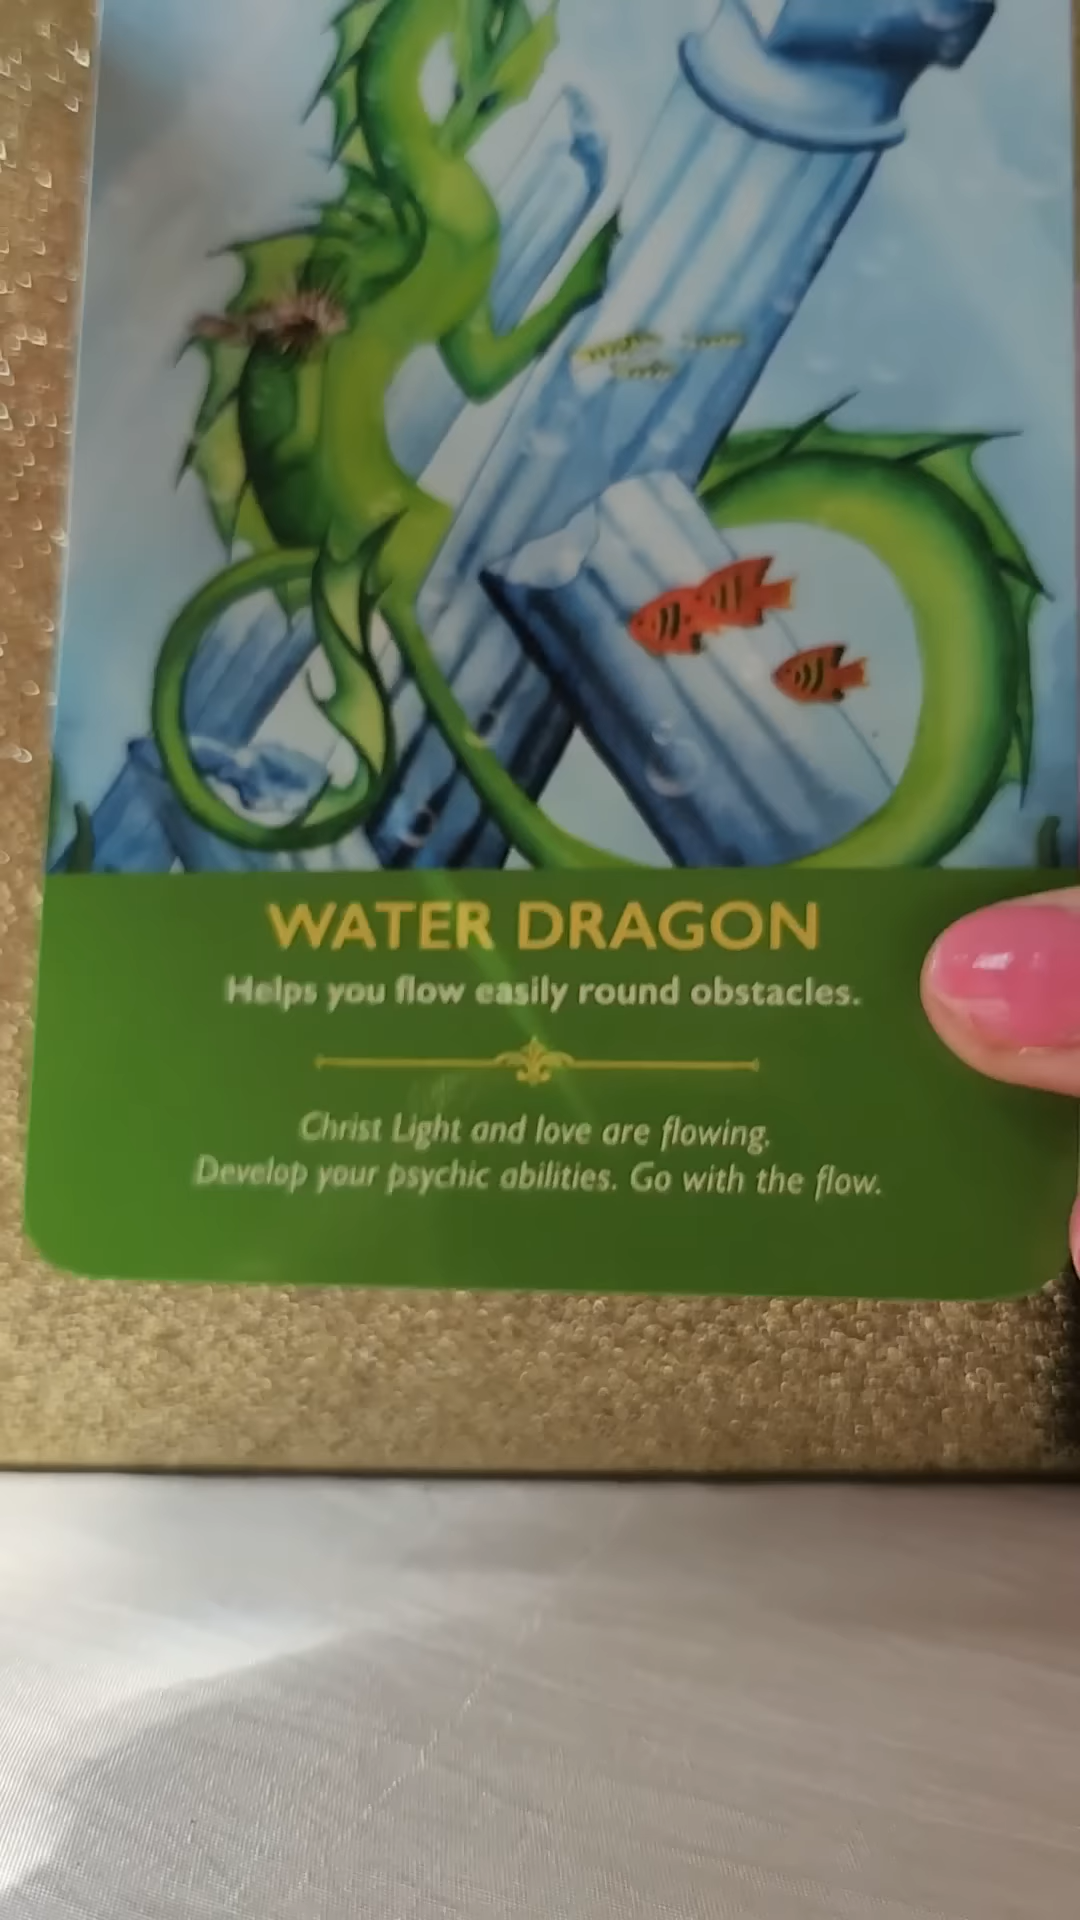 WATER DRAGON
Helps you flow easily round obstacles.
Christ Light and love are flowing.
Develop your psychic abilities. Go with the flow.